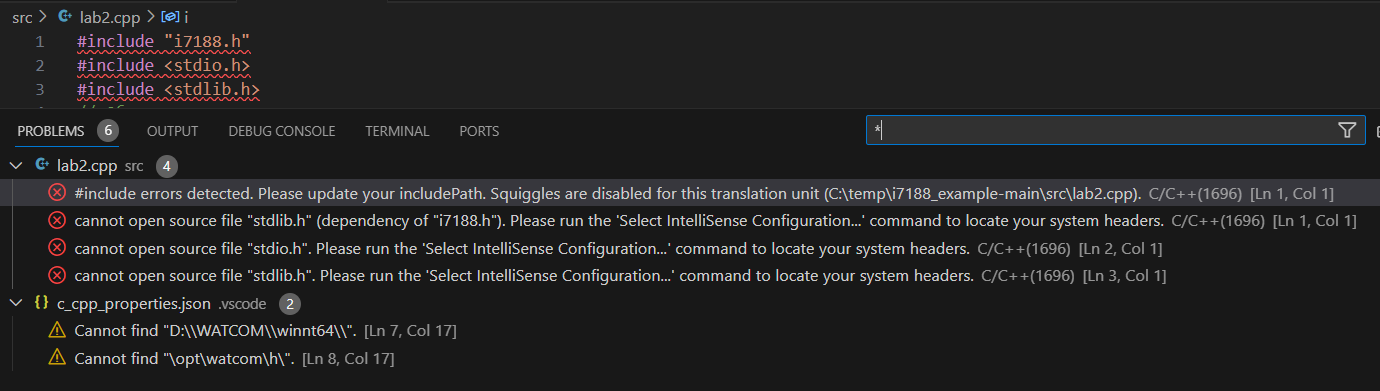 src > lab2.cpp > i
1 #include "i7188.h"
2 #include <stdio.h>
3 #include <stdlib.h>
PROBLEMS 6 OUTPUT DEBUG CONSOLE TERMINAL PORTS *
lab2.cpp src 4
#include errors detected. Please update your includePath. Squiggles are disabled for this translation unit (C:\temp\i7188_example-main\src\lab2.cpp). C/C++(1696) [Ln 1, Col 1]
cannot open source file "stdlib.h" (dependency of "i7188.h"). Please run the 'Select IntelliSense Configuration...' command to locate your system headers. C/C++(1696) [Ln 1, Col 1]
cannot open source file "stdio.h". Please run the 'Select IntelliSense Configuration...' command to locate your system headers. C/C++(1696) [Ln 2, Col 1]
cannot open source file "stdlib.h". Please run the 'Select IntelliSense Configuration...' command to locate your system headers. C/C++(1696) [Ln 3, Col 1]
{} c_cpp_properties.json .vscode 2
Cannot find "D:\\WATCOM\\winnt64\\". [Ln 7, Col 17]
Cannot find "\opt\watcom\h\". [Ln 8, Col 17]